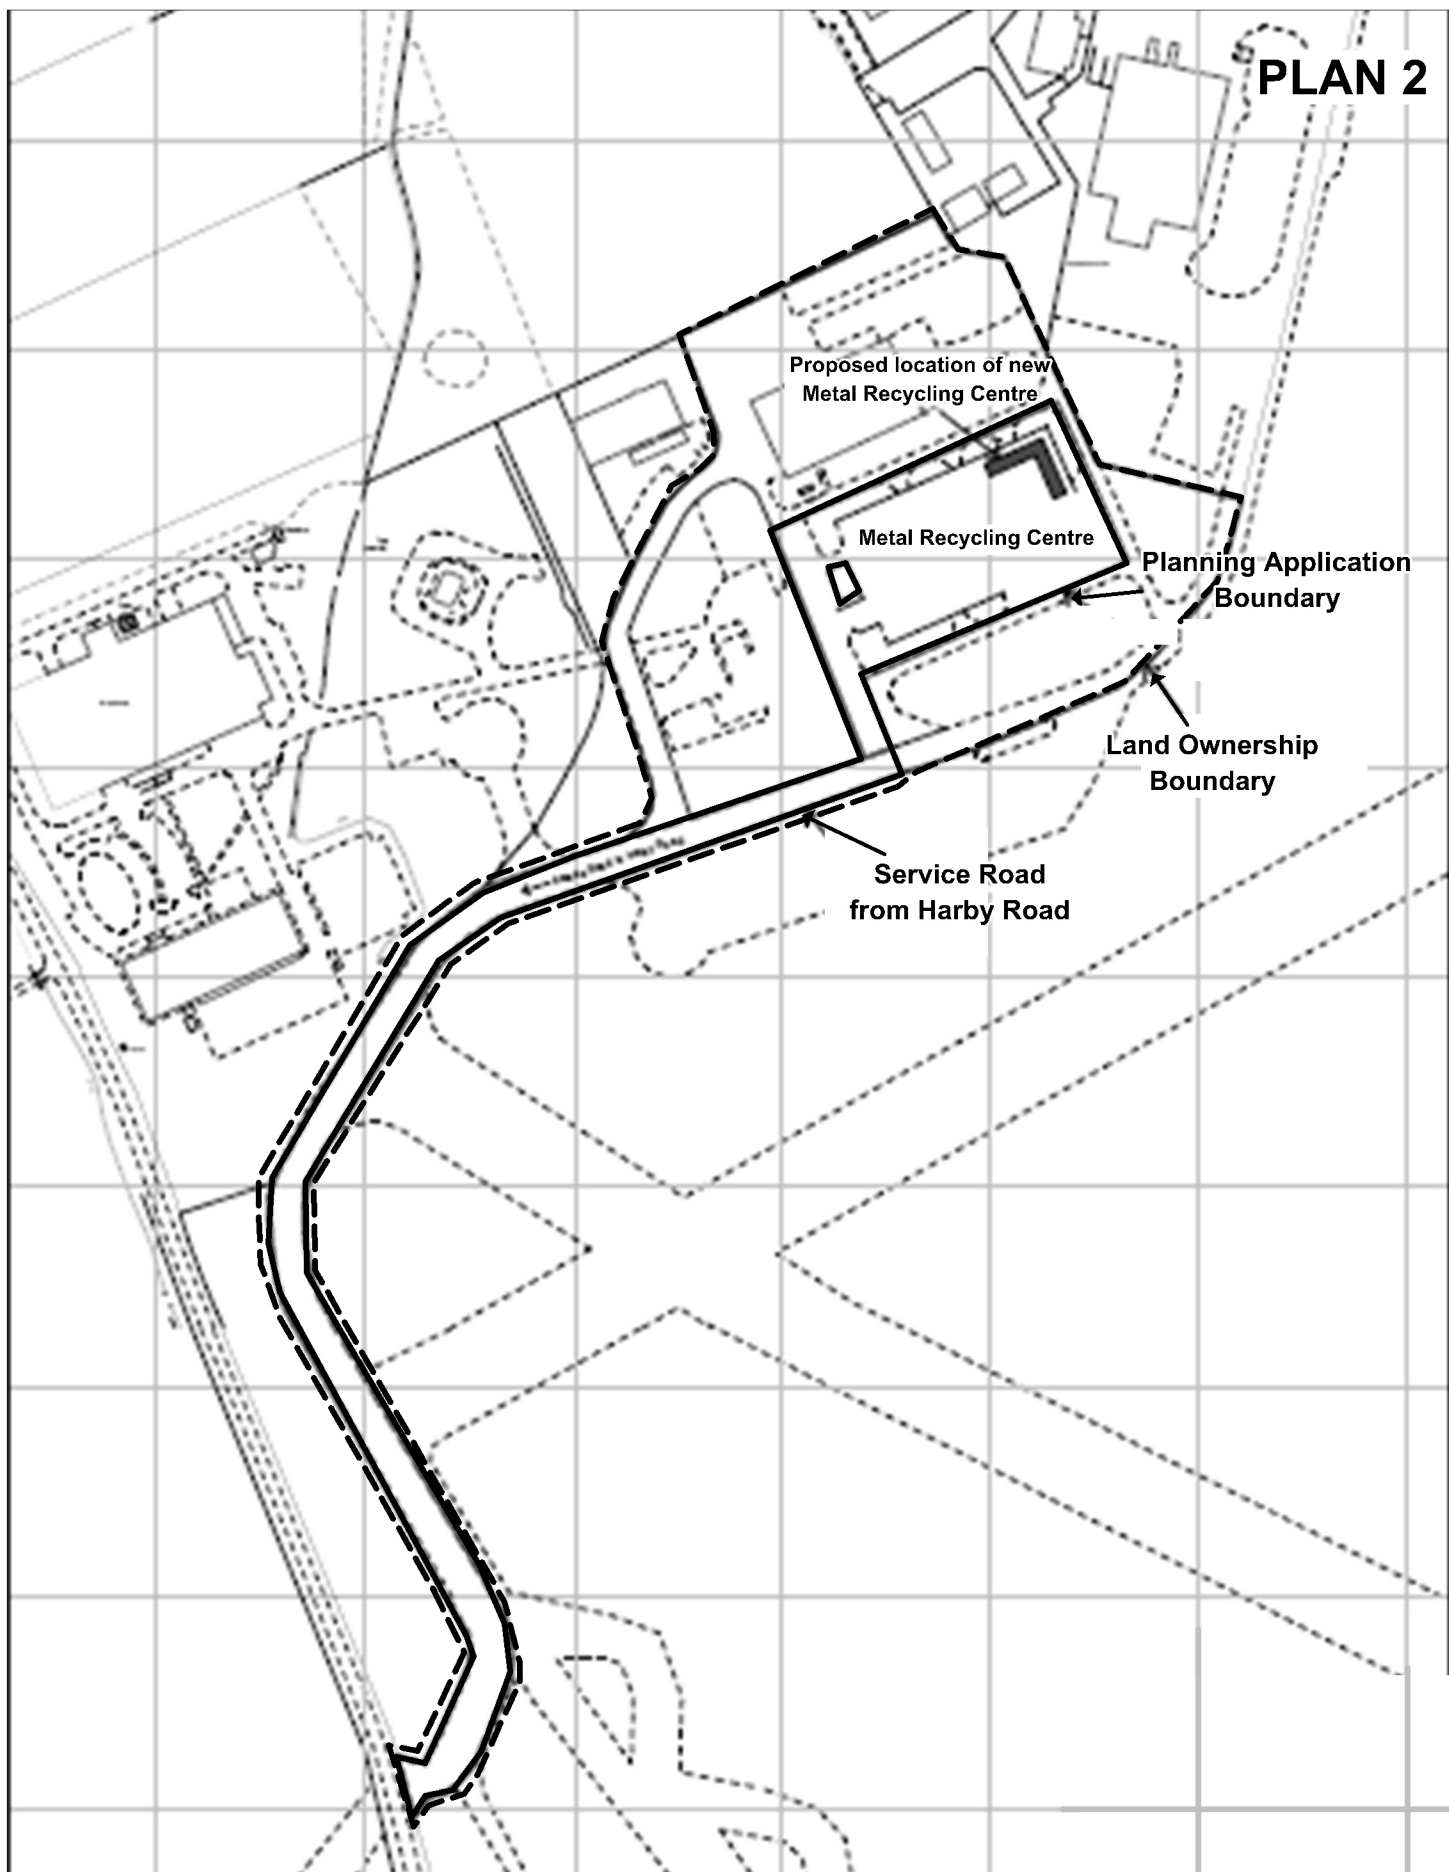 PLAN 2
Proposed location of new
Metal Recycling Centre
Metal Recycling Centre
Planning Application
Boundary
Land Ownership
Boundary
Service Road
from Harby Road